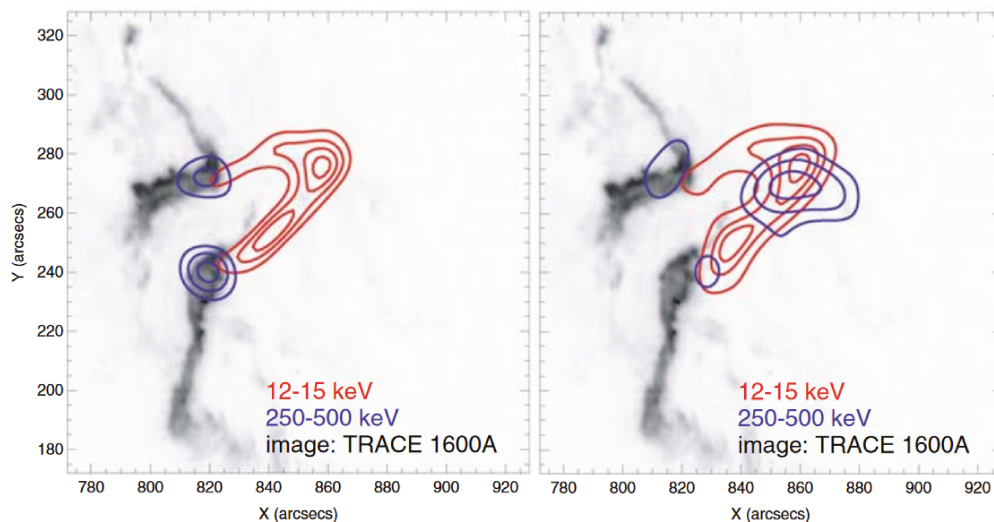 320
300
280
260
240
220
200
180
Y (arcsecs)
12-15 keV
250-500 keV
image: TRACE 1600A
780 800 820 840 860 880 900 920
X (arcsecs)
12-15 keV
250-500 keV
image: TRACE 1600A
780 800 820 840 860 880 900 920
X (arcsecs)